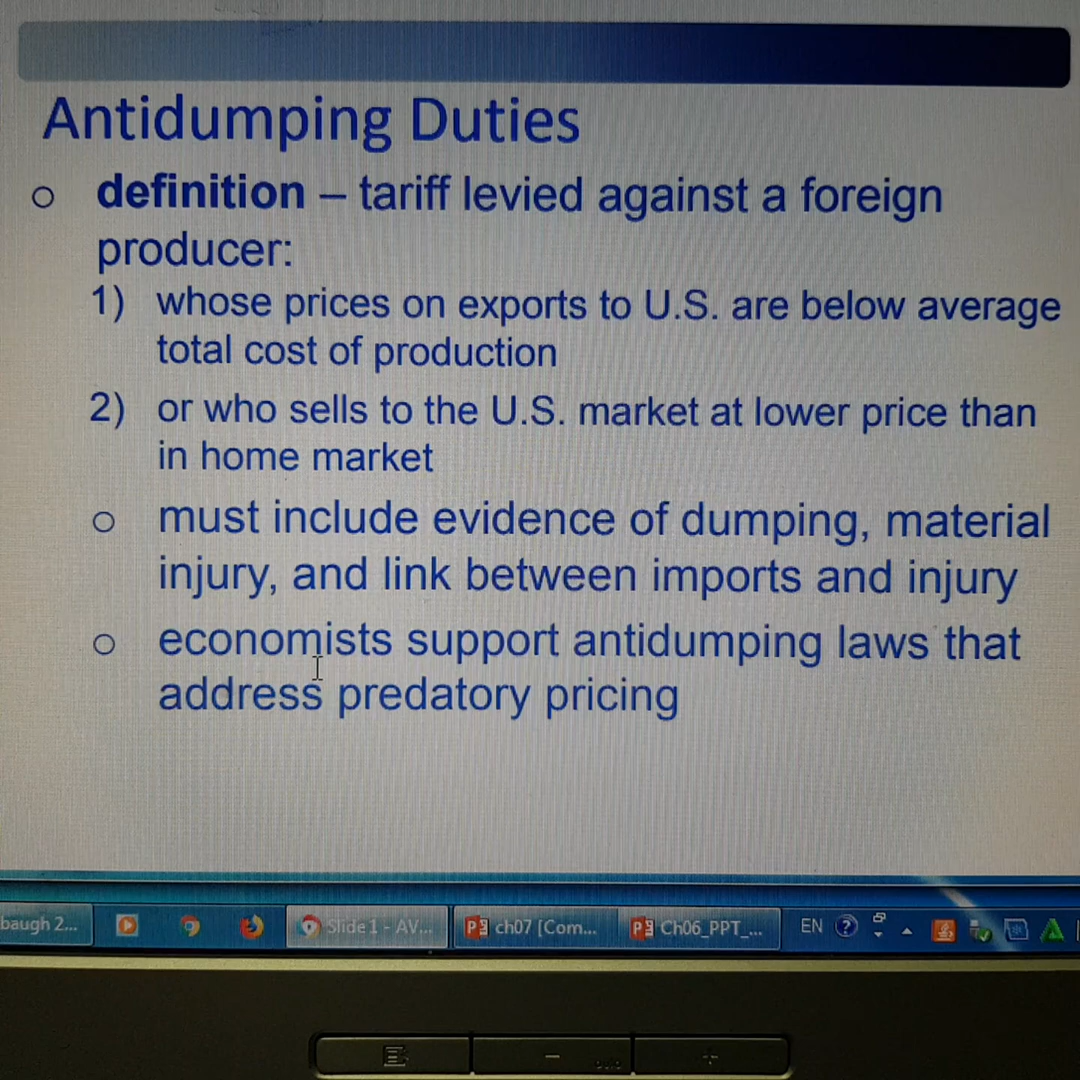 Antidumping Duties
o definition – tariff levied against a foreign
producer:
1) whose prices on exports to U.S. are below average
total cost of production
2) or who sells to the U.S. market at lower price than
in home market
o must include evidence of dumping, material
injury, and link between imports and injury
o economists support antidumping laws that
address predatory pricing
baugh 2... Slide 1 - AV... ch07 [Com... Ch06_PPT_... EN